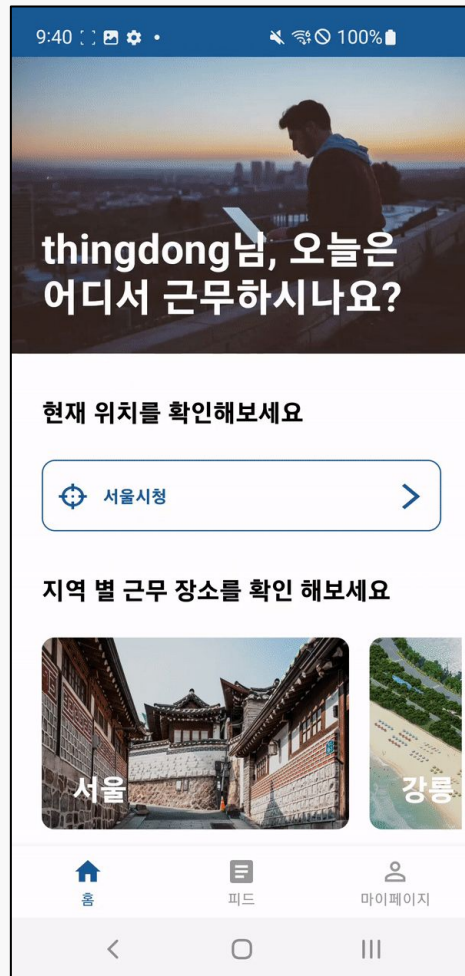 9:40
100%
thingdong님, 오늘은
어디서 근무하시나요?
현재 위치를 확인해보세요
서울시청
지역 별 근무 장소를 확인 해보세요
서울
강릉
홈
피드
마이페이지